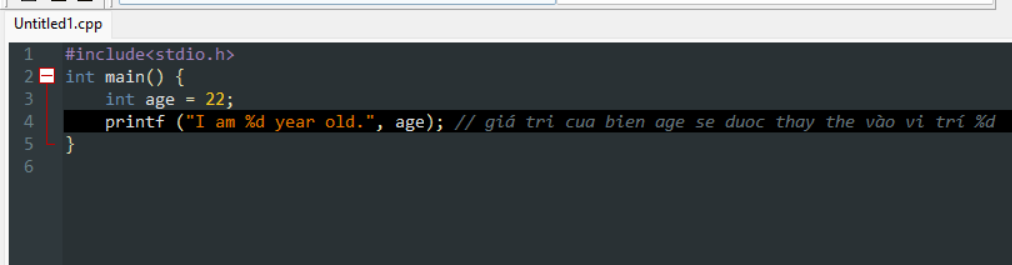 Untitled1.cpp
1 #include<stdio.h>
2 int main() {
3 int age = 22;
4 printf ("I am %d year old.", age); // giá tri cua bien age se duoc thay the vào vi trí %d
5 }
6